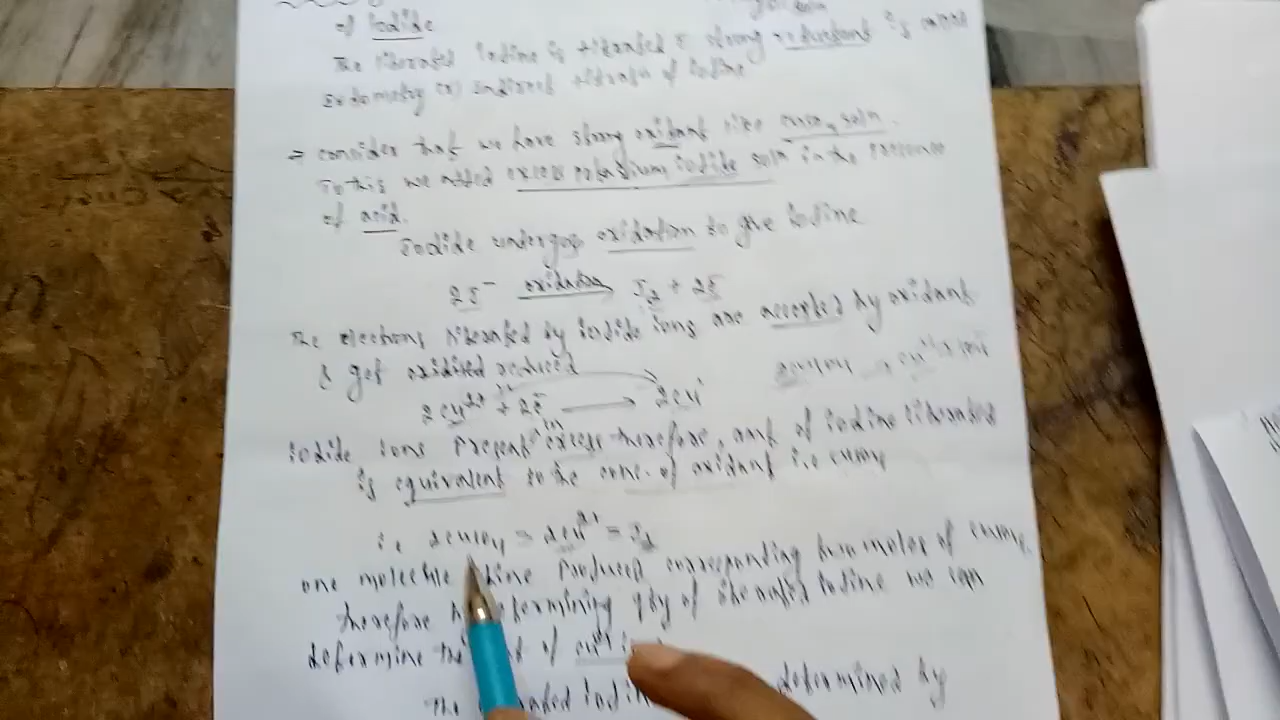 of iodide
The liberated iodine is titrated & strong reductant is called
Iodometry (or) Indirect titration of iodine
⇒ consider that we have strong oxidant like CuSO4 soln.
To this we added excess potassium iodide soln in the presence
of acid.
Iodide undergoes oxidation to give iodine
2I⁻ oxidation I2 + 2e⁻
The electrons liberated by iodide ions are accepted by oxidant
& get oxidised reduced
2Cu²⁺ + 2e⁻ → 2Cu⁺
Iodide ions present in excess therefore, amt of iodine liberated
is equivalent to the conc. of oxidant i.e CuSO4
i.e 2CuSO4 = 2Cu²⁺ = I2
one molecule iodine produced corresponding two moles of CuSO4
therefore determining qty of liberated iodine we can
determine the of
The iodi determined by